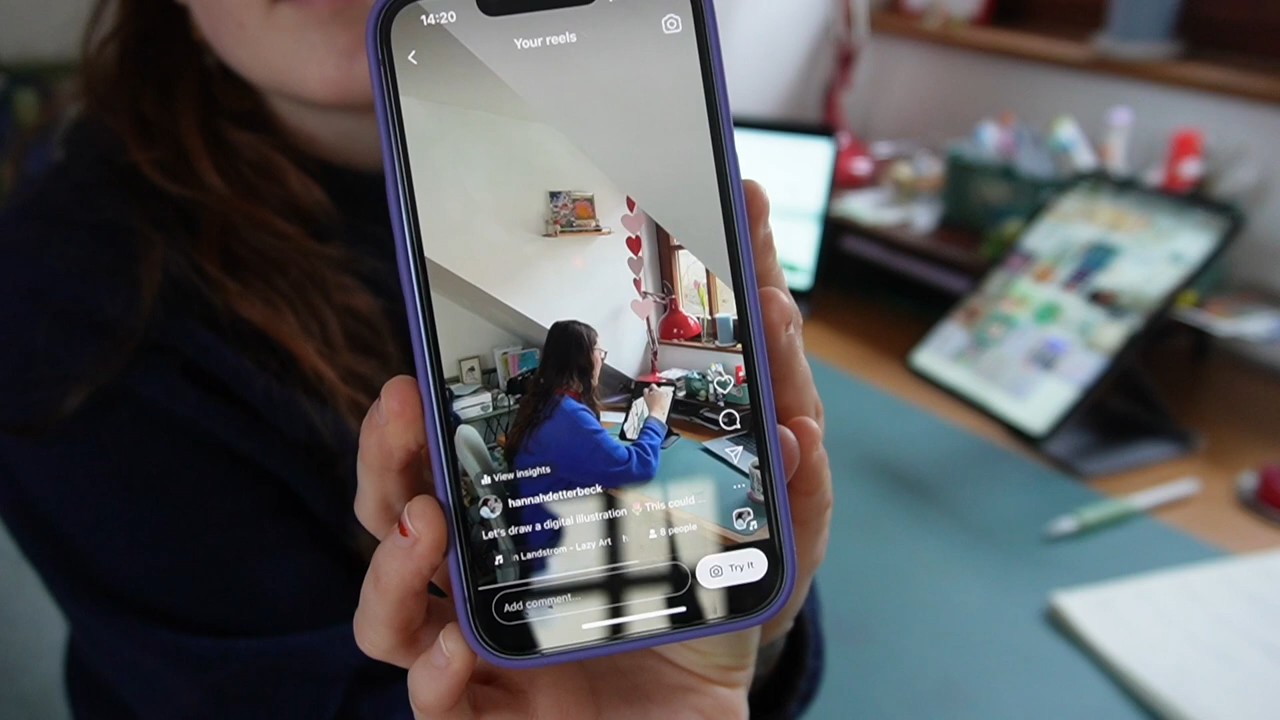 14:20
Your reels
View insights
hannahdetterbeck
Let's draw a digital illustration 🌷 This could ...
n Landstrom - Lazy Art
8 people
Add comment...
Try It